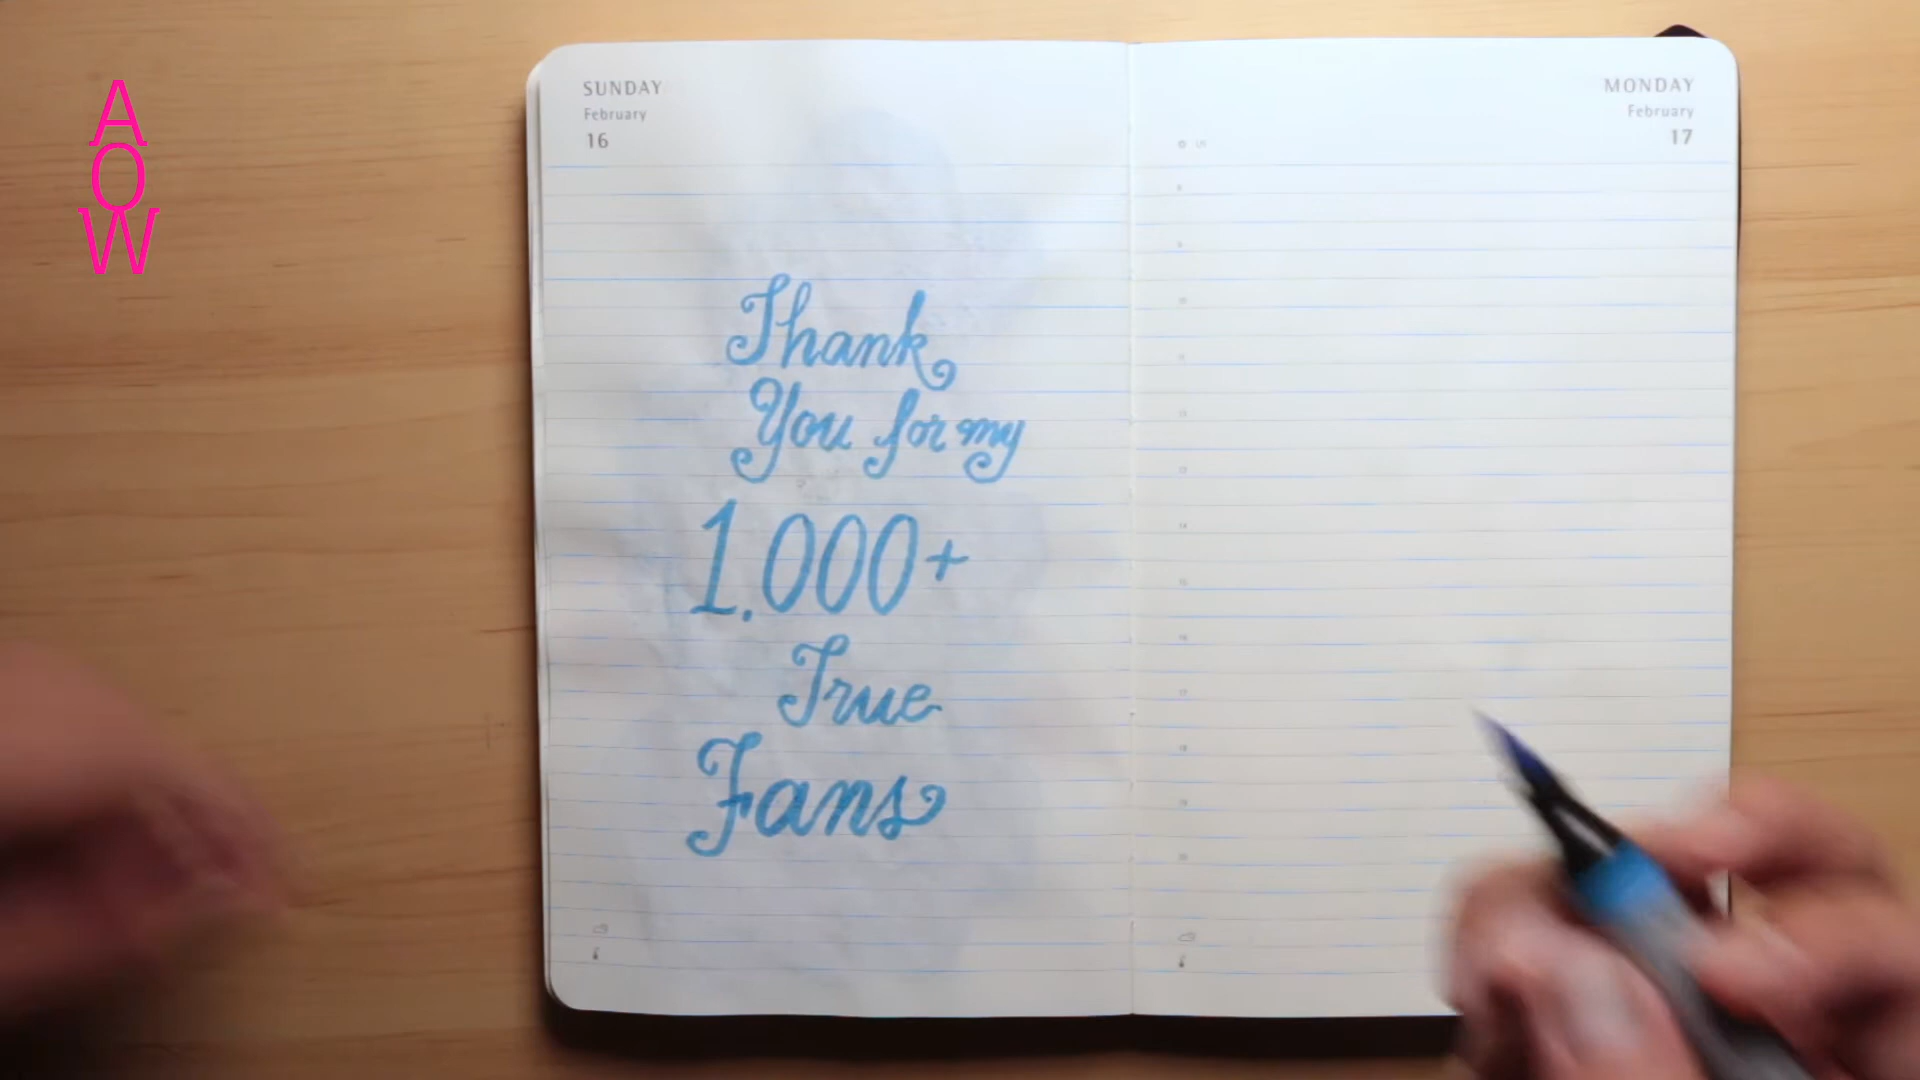 A
O
W
SUNDAY
February
16
Thank
You for my
1.000+
True
Fans
MONDAY
February
17